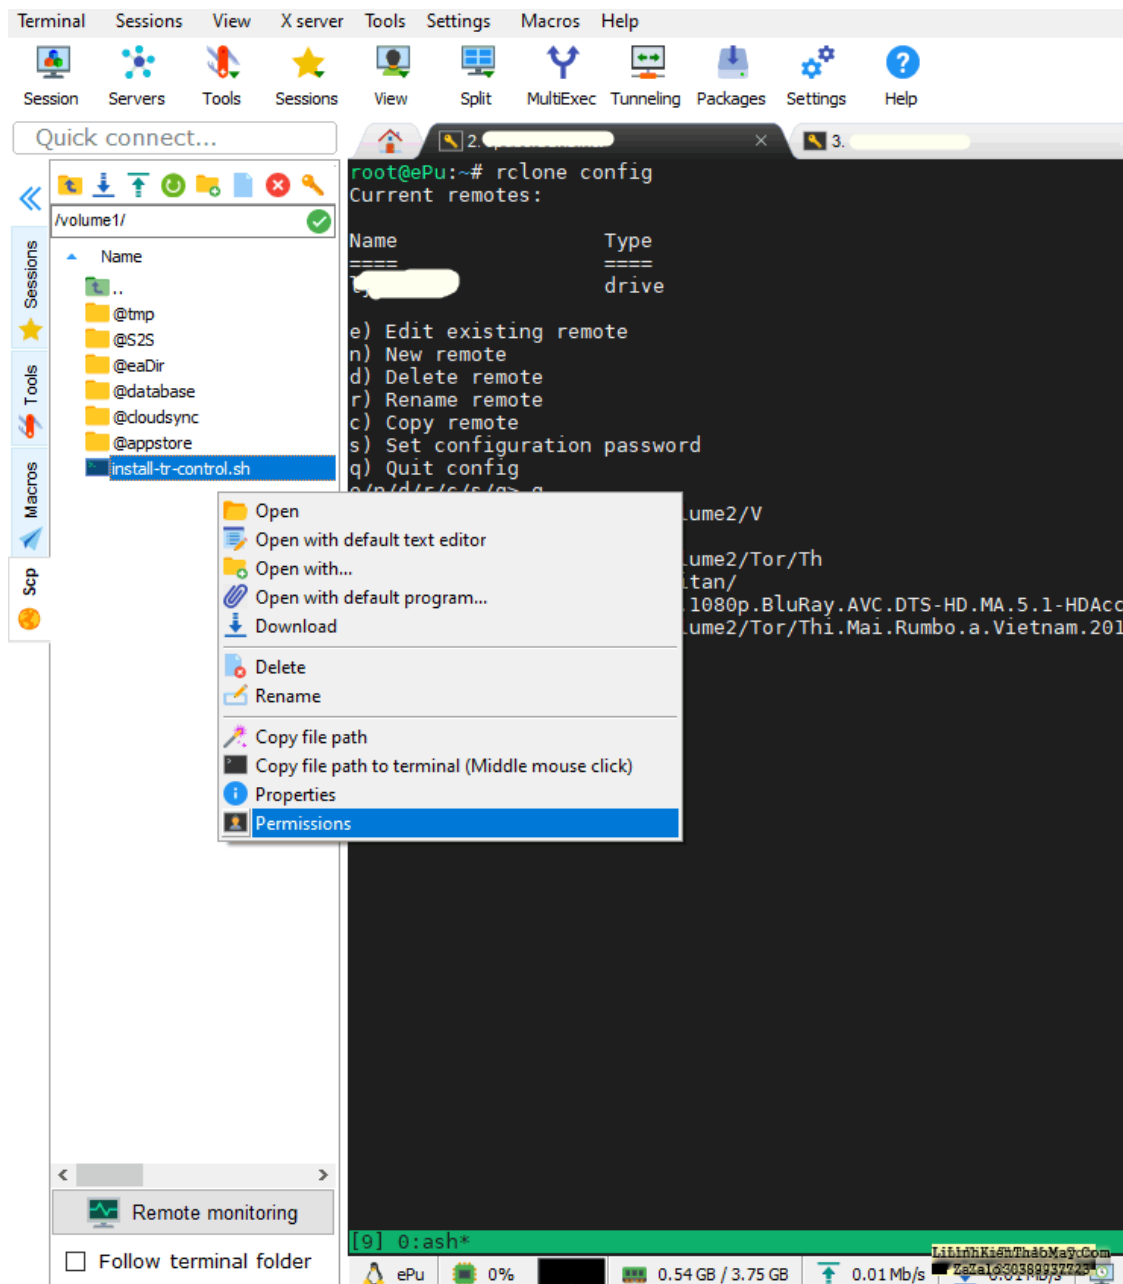 Terminal Sessions View X server Tools Settings Macros Help
Session Servers Tools Sessions View Split MultiExec Tunneling Packages Settings Help
Quick connect...
2.
3.
/volume1/
Name
..
@tmp
@S2S
@eaDir
@database
@cloudsync
@appstore
install-tr-control.sh
Sessions
Tools
Macros
Scp
root@ePu:~# rclone config
Current remotes:
Name Type
==== ====
drive
e) Edit existing remote
n) New remote
d) Delete remote
r) Rename remote
c) Copy remote
s) Set configuration password
q) Quit config
e/n/d/r/c/s/q> q
ume2/V
ume2/Tor/Th
itan/
.1080p.BluRay.AVC.DTS-HD.MA.5.1-HDAcc
ume2/Tor/Thi.Mai.Rumbo.a.Vietnam.201
Open
Open with default text editor
Open with...
Open with default program...
Download
Delete
Rename
Copy file path
Copy file path to terminal (Middle mouse click)
Properties
Permissions
Remote monitoring
Follow terminal folder
[9] 0:ash*
ePu 0% 0.54 GB / 3.75 GB 0.01 Mb/s